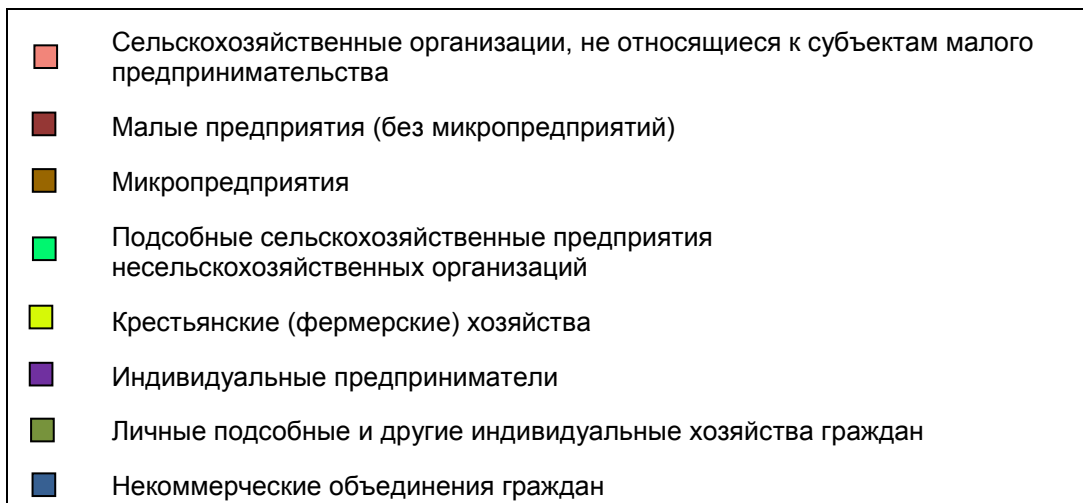 Сельскохозяйственные организации, не относящиеся к субъектам малого
предпринимательства
Малые предприятия (без микропредприятий)
Микропредприятия
Подсобные сельскохозяйственные предприятия
несельскохозяйственных организаций
Крестьянские (фермерские) хозяйства
Индивидуальные предприниматели
Личные подсобные и другие индивидуальные хозяйства граждан
Некоммерческие объединения граждан